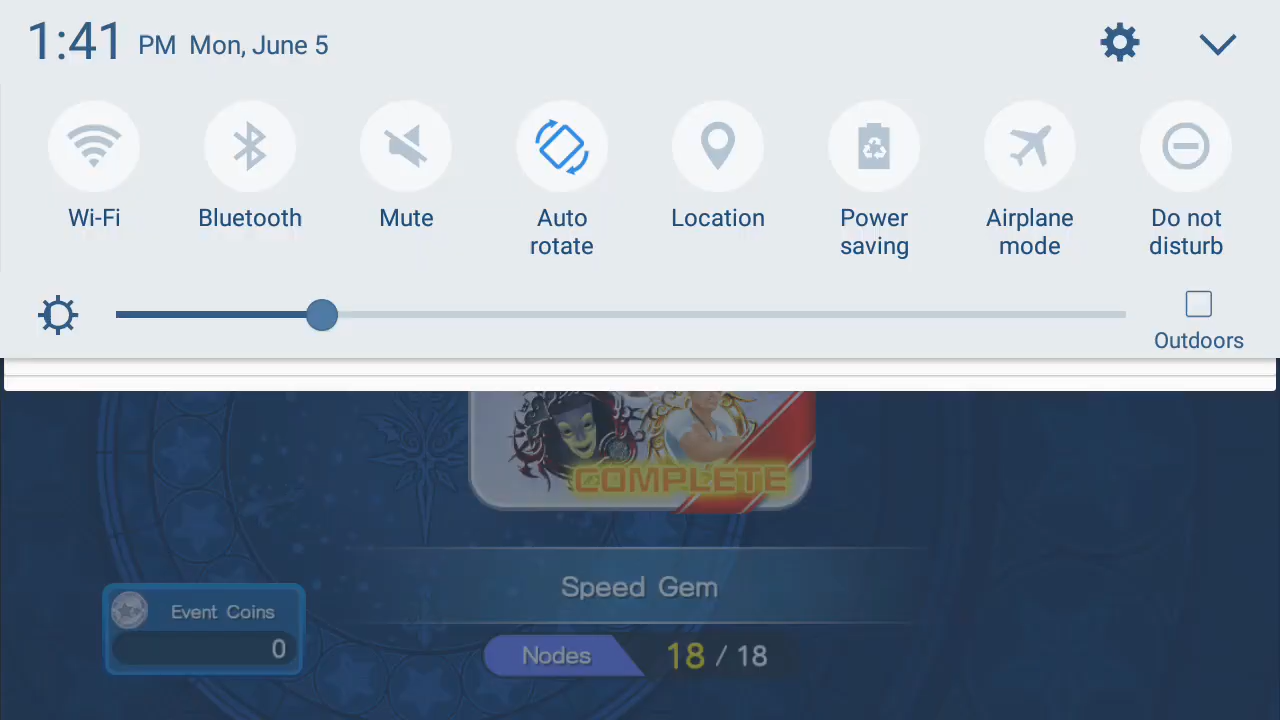 1:41 PM Mon, June 5
Wi-Fi
Bluetooth
Mute
Auto
rotate
Location
Power
saving
Airplane
mode
Do not
disturb
Outdoors
COMPLETE
Speed Gem
Event Coins
0
Nodes 18 / 18